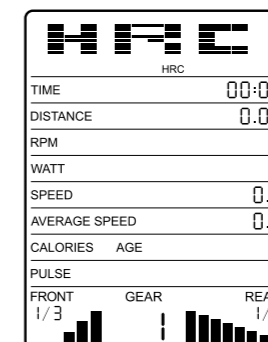 HRC
HRC
TIME 00:0
DISTANCE 0.0
RPM
WATT
SPEED 0.
AVERAGE SPEED 0.
CALORIES AGE
PULSE
FRONT GEAR REA
1/3 1 1/